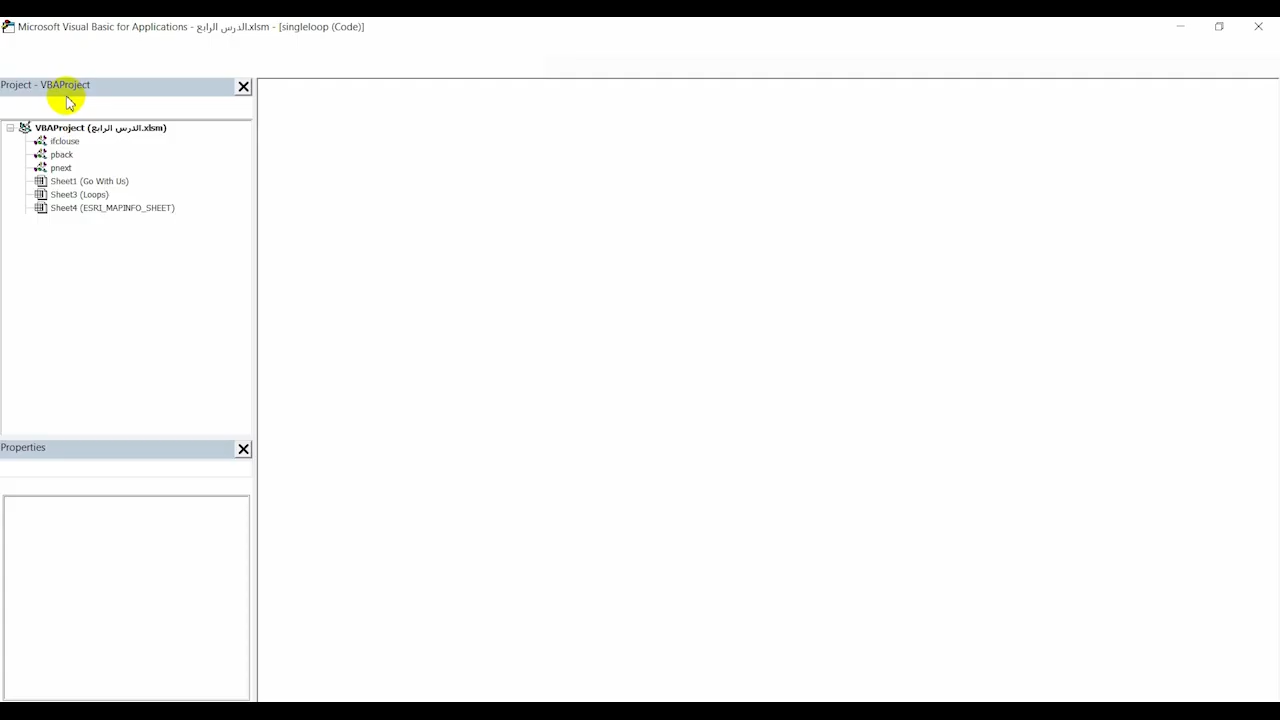 Microsoft Visual Basic for Applications - الدرس الرابع.xlsm - [singleloop (Code)]
Project - VBAProject
VBAProject (الدرس الرابع.xlsm)
ifclouse
pback
pnext
Sheet1 (Go With Us)
Sheet3 (Loops)
Sheet4 (ESRI_MAPINFO_SHEET)
Properties